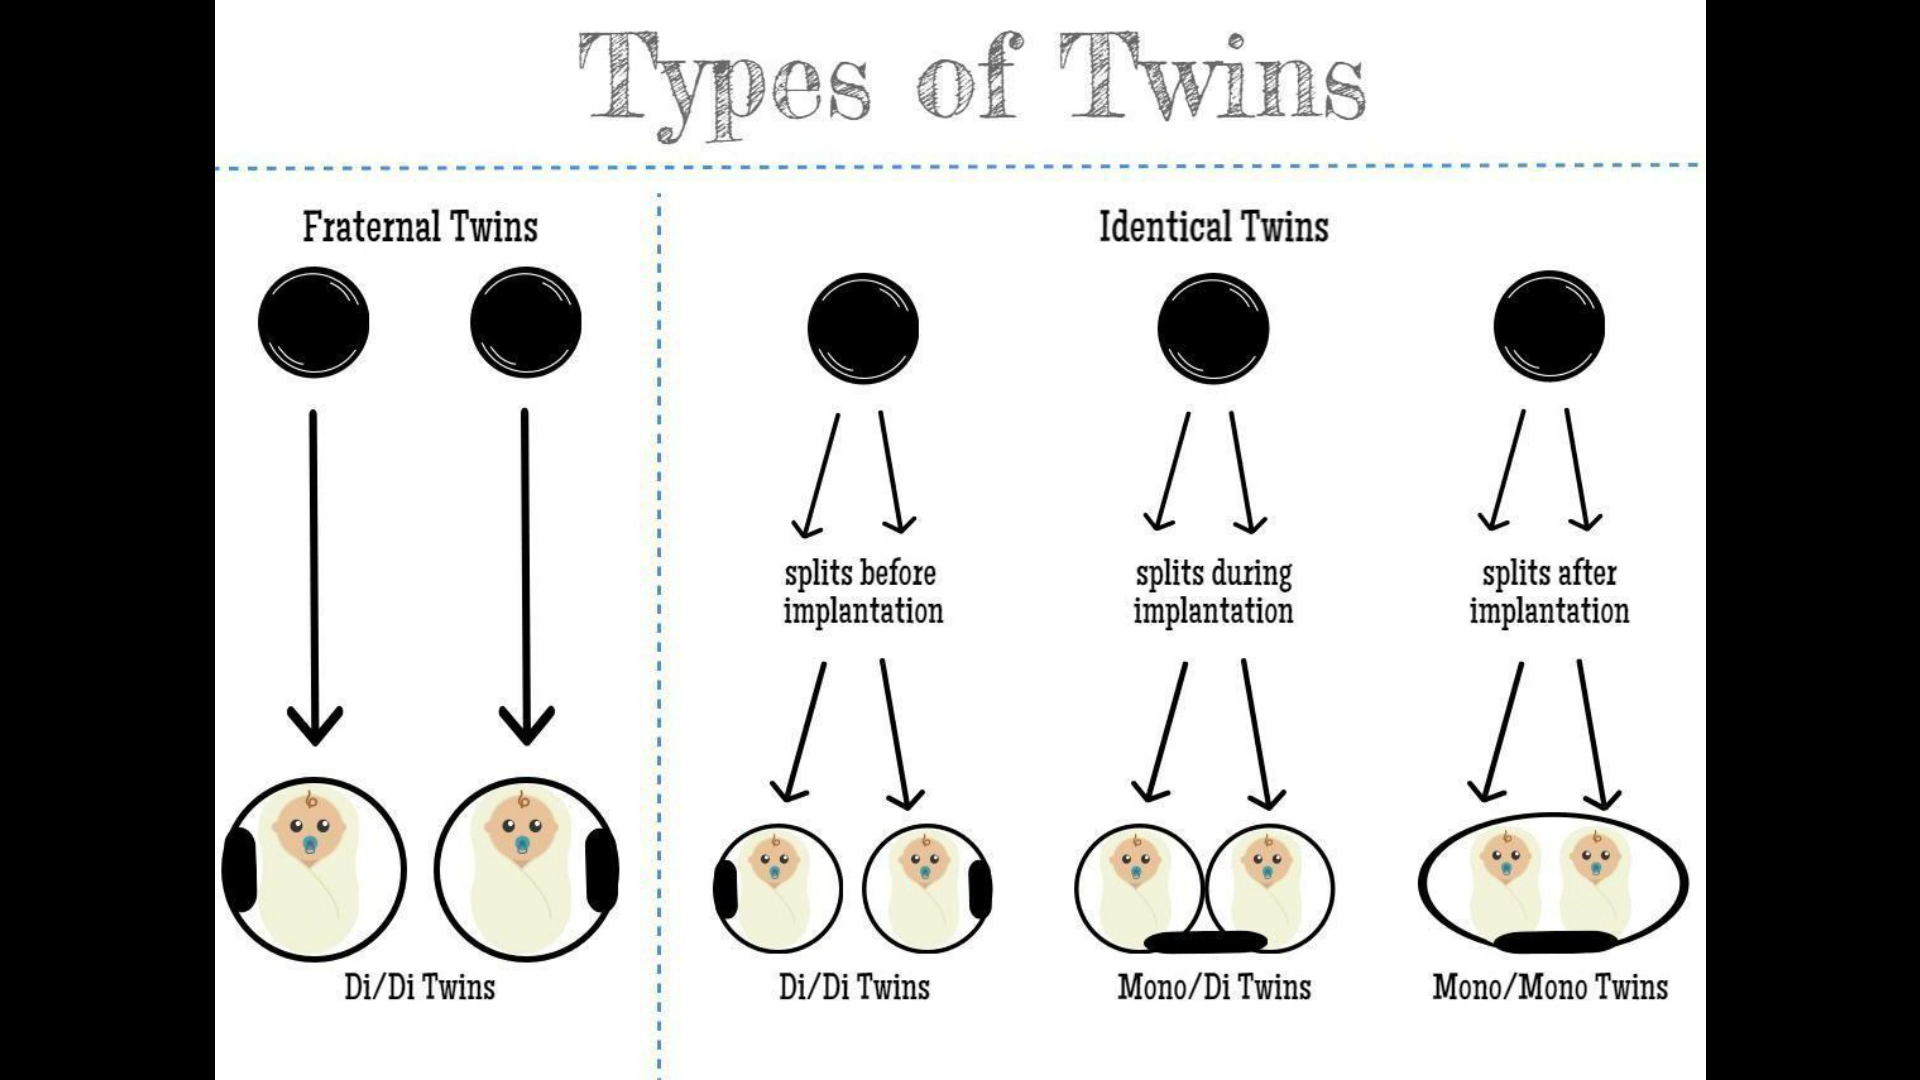 Types of Twins
Fraternal Twins
Identical Twins
splits before
implantation
splits during
implantation
splits after
implantation
Di/Di Twins
Di/Di Twins
Mono/Di Twins
Mono/Mono Twins